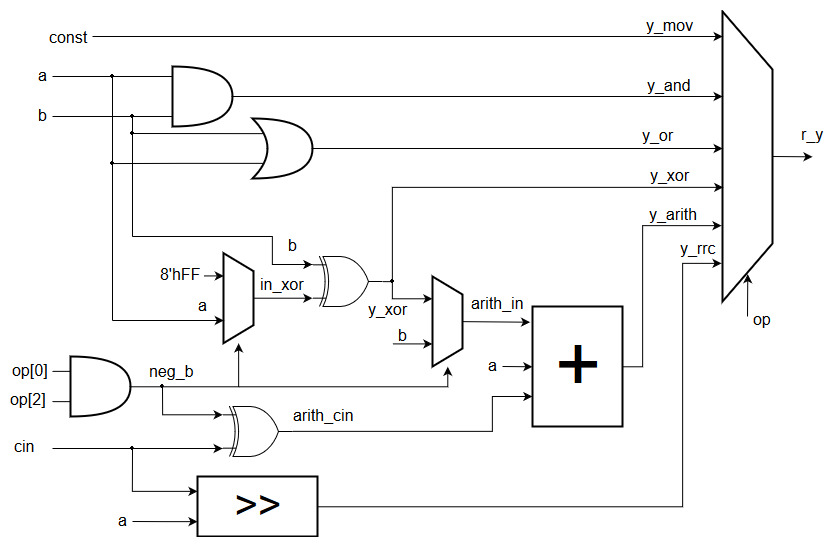 const
y_mov
a
y_and
b
y_or
r_y
y_xor
y_arith
b
y_rrc
8'hFF
in_xor
a
y_xor
arith_in
op
b
+
a
op[0]
neg_b
op[2]
arith_cin
cin
>>
a